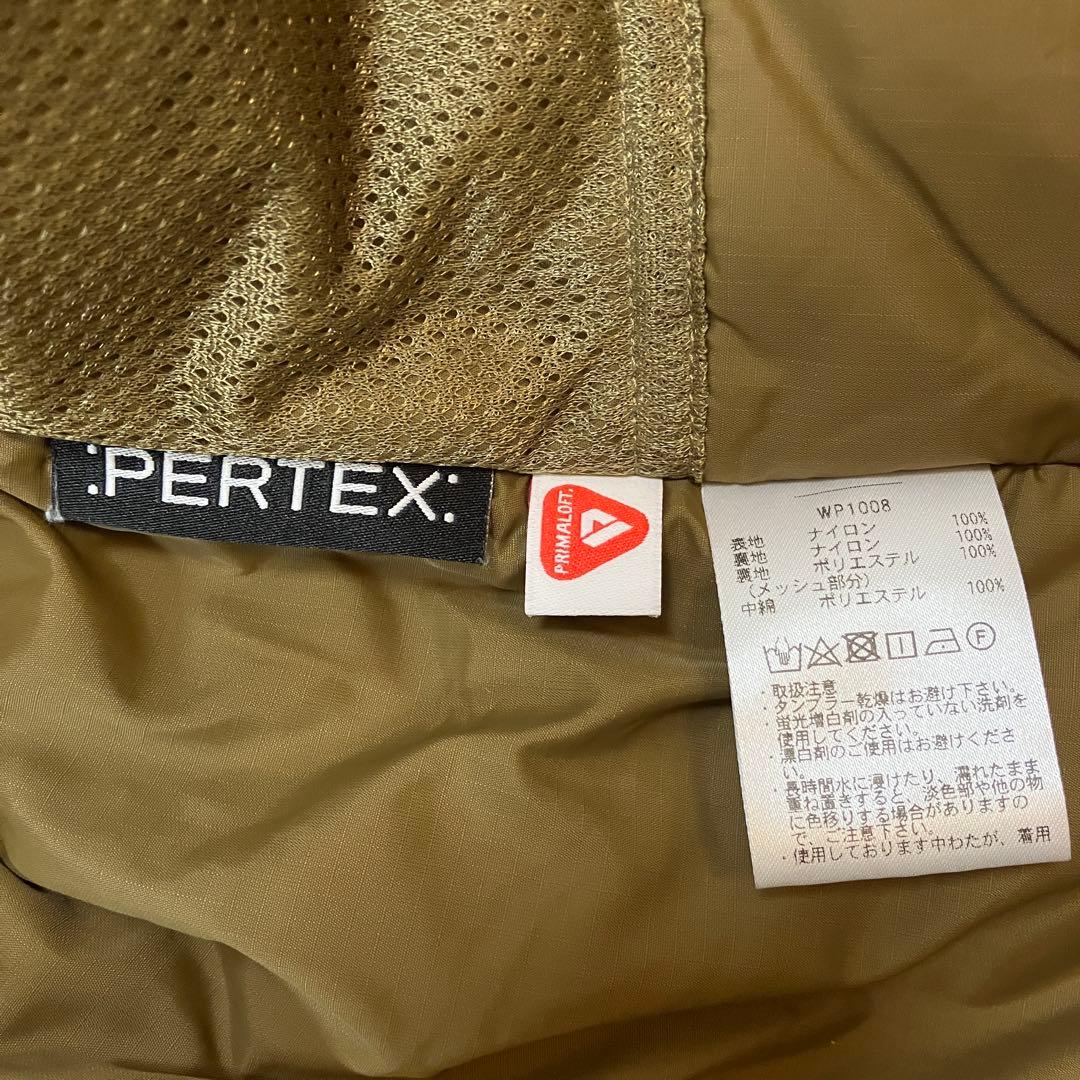 :PERTEX:
PRIMALOFT.
WP1008
表地 ナイロン 100%
裏地 ナイロン 100%
裏地 ポリエステル 100%
(メッシュ部分)
中綿 ポリエステル 100%
F
・取扱注意
・タンブラー乾燥はお避け下さい。
・蛍光増白剤の入っていない洗剤を
使用してください。
・漂白剤のご使用はお避けくださ
い。
・長時間水に浸けたり、濡れたまま
重ね置きすると、淡色部や他の物
に色移りする場合がありますの
で、ご注意下さい。
・使用しております中わたが、着用